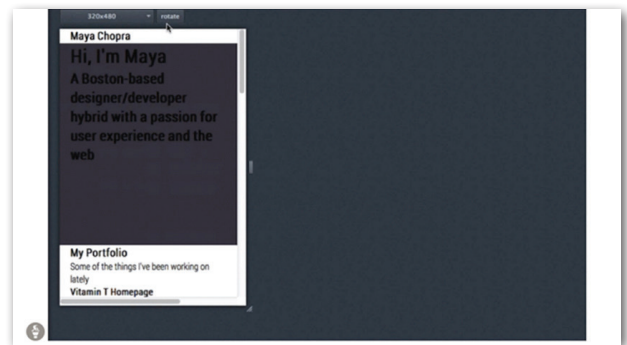 320x480 rotate
Maya Chopra
Hi, I'm Maya
A Boston-based
designer/developer
hybrid with a passion for
user experience and the
web
My Portfolio
Some of the things I've been working on
lately
Vitamin T Homepage